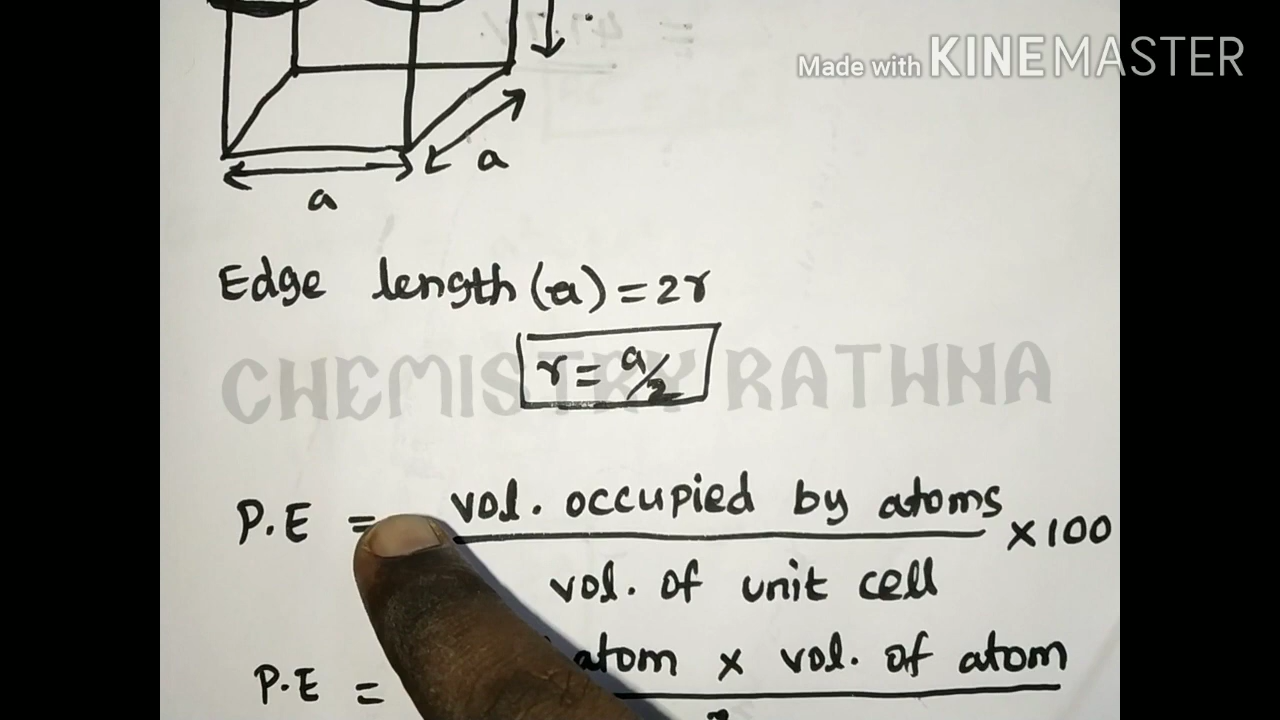 Made with KINEMASTER
a
a
Edge length (a) = 2r
r = a/2
CHEMISTRY RATHNA
P.E = vol. occupied by atoms × 100
vol. of unit cell
P.E = atom × vol. of atom